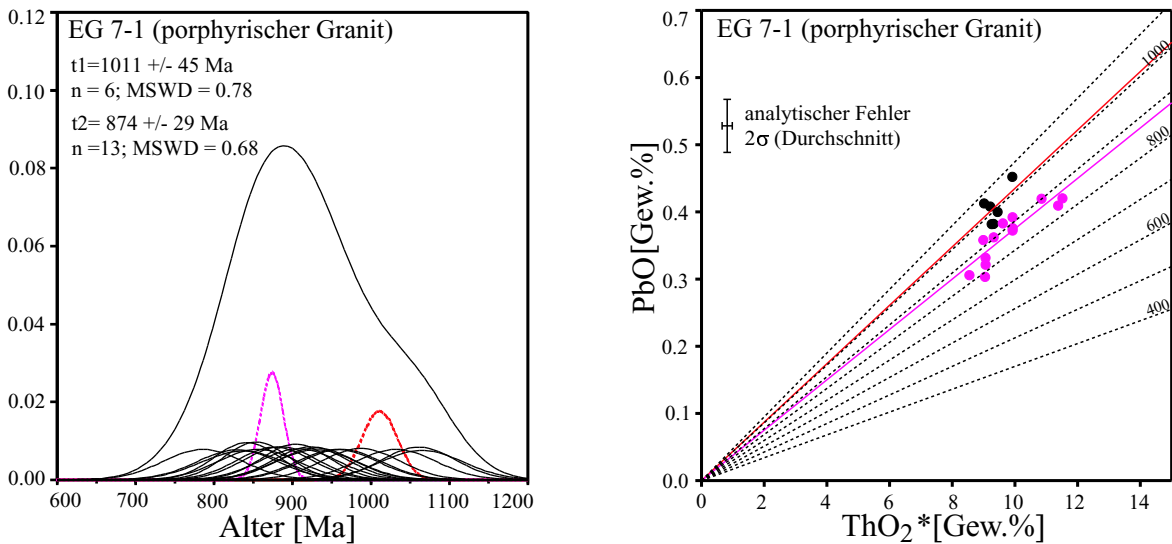 EG 7-1 (porphyrischer Granit)
t1=1011 +/- 45 Ma
n = 6; MSWD = 0.78
t2= 874 +/- 29 Ma
n =13; MSWD = 0.68
0.12
0.10
0.08
0.06
0.04
0.02
0.00
600 700 800 900 1000 1100 1200
Alter [Ma]
EG 7-1 (porphyrischer Granit)
analytischer Fehler
2σ (Durchschnitt)
1000
800
600
400
0.7
0.6
0.5
0.4
0.3
0.2
0.1
0.0
PbO[Gew.%]
0 2 4 6 8 10 12 14
ThO₂*[Gew.%]